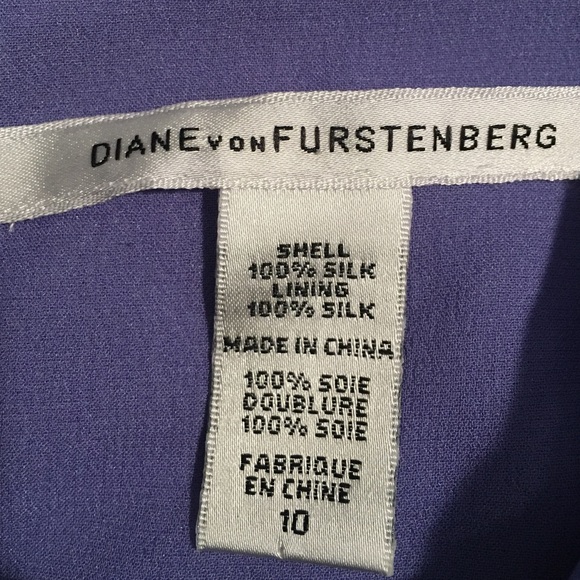 DIANE von FURSTENBERG
SHELL
100% SILK
LINING
100% SILK
MADE IN CHINA
100% SOIE
DOUBLURE
100% SOIE
FABRIQUE
EN CHINE
10